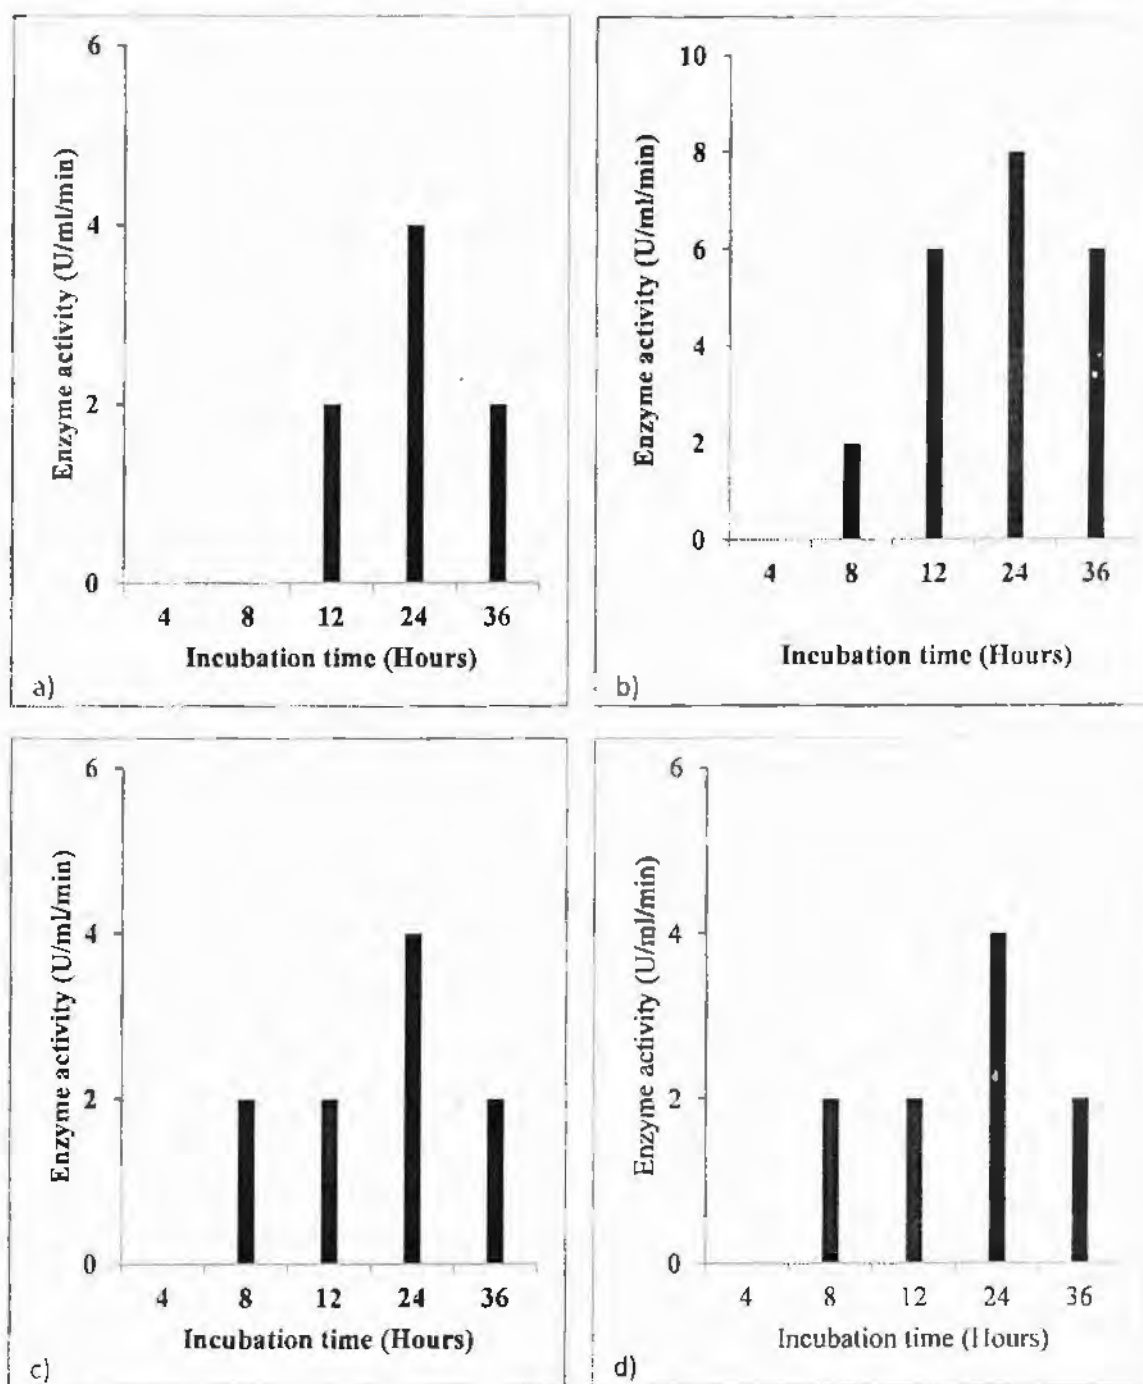 6
4
2
0
Enzyme activity (U/ml/min)
4 8 12 24 36
Incubation time (Hours)
a)
10
8
6
4
2
0
Enzyme activity (U/ml/min)
4 8 12 24 36
Incubation time (Hours)
b)
6
4
2
0
Enzyme activity (U/ml/min)
4 8 12 24 36
Incubation time (Hours)
c)
6
4
2
0
Enzyme activity (U/ml/min)
4 8 12 24 36
Incubation time (Hours)
d)